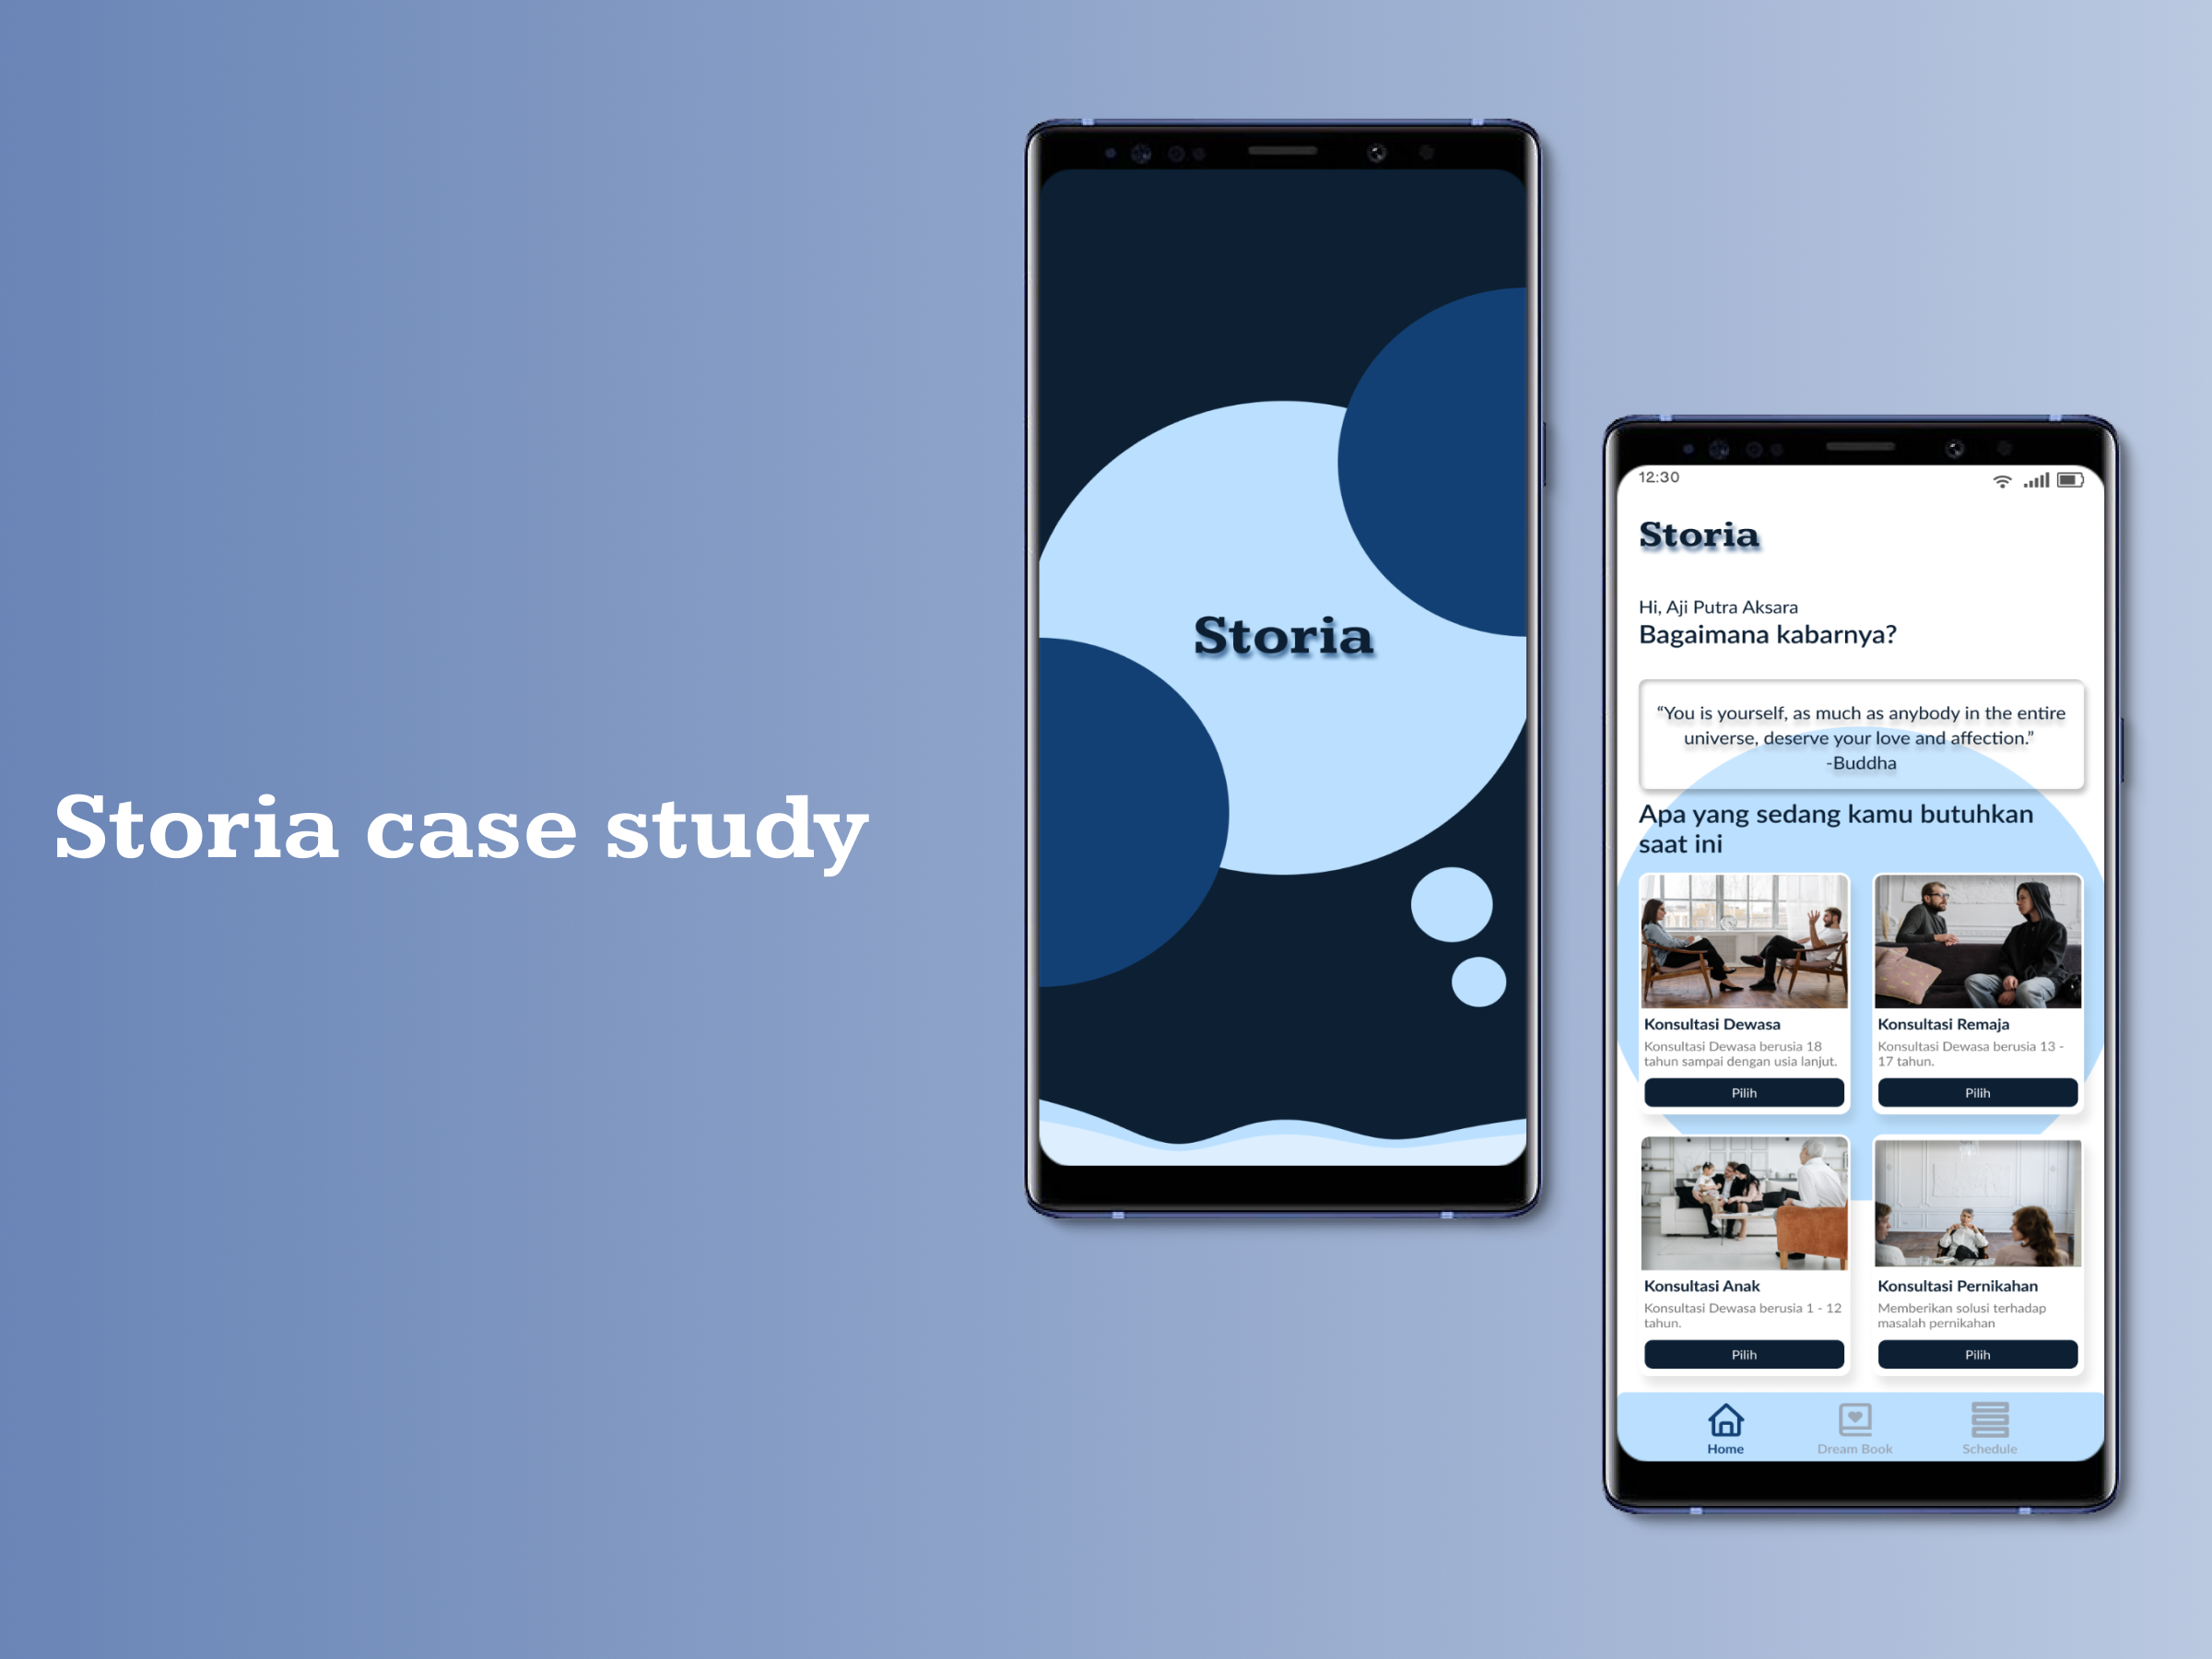 Storia case study
Storia
12:30
Storia
Hi, Aji Putra Aksara
Bagaimana kabarnya?
“You is yourself, as much as anybody in the entire
universe, deserve your love and affection.”
-Buddha
Apa yang sedang kamu butuhkan
saat ini
Konsultasi Dewasa
Konsultasi Dewasa berusia 18
tahun sampai dengan usia lanjut.
Pilih
Konsultasi Remaja
Konsultasi Dewasa berusia 13 -
17 tahun.
Pilih
Konsultasi Anak
Konsultasi Dewasa berusia 1 - 12
tahun.
Pilih
Konsultasi Pernikahan
Memberikan solusi terhadap
masalah pernikahan
Pilih
Home
Dream Book
Schedule